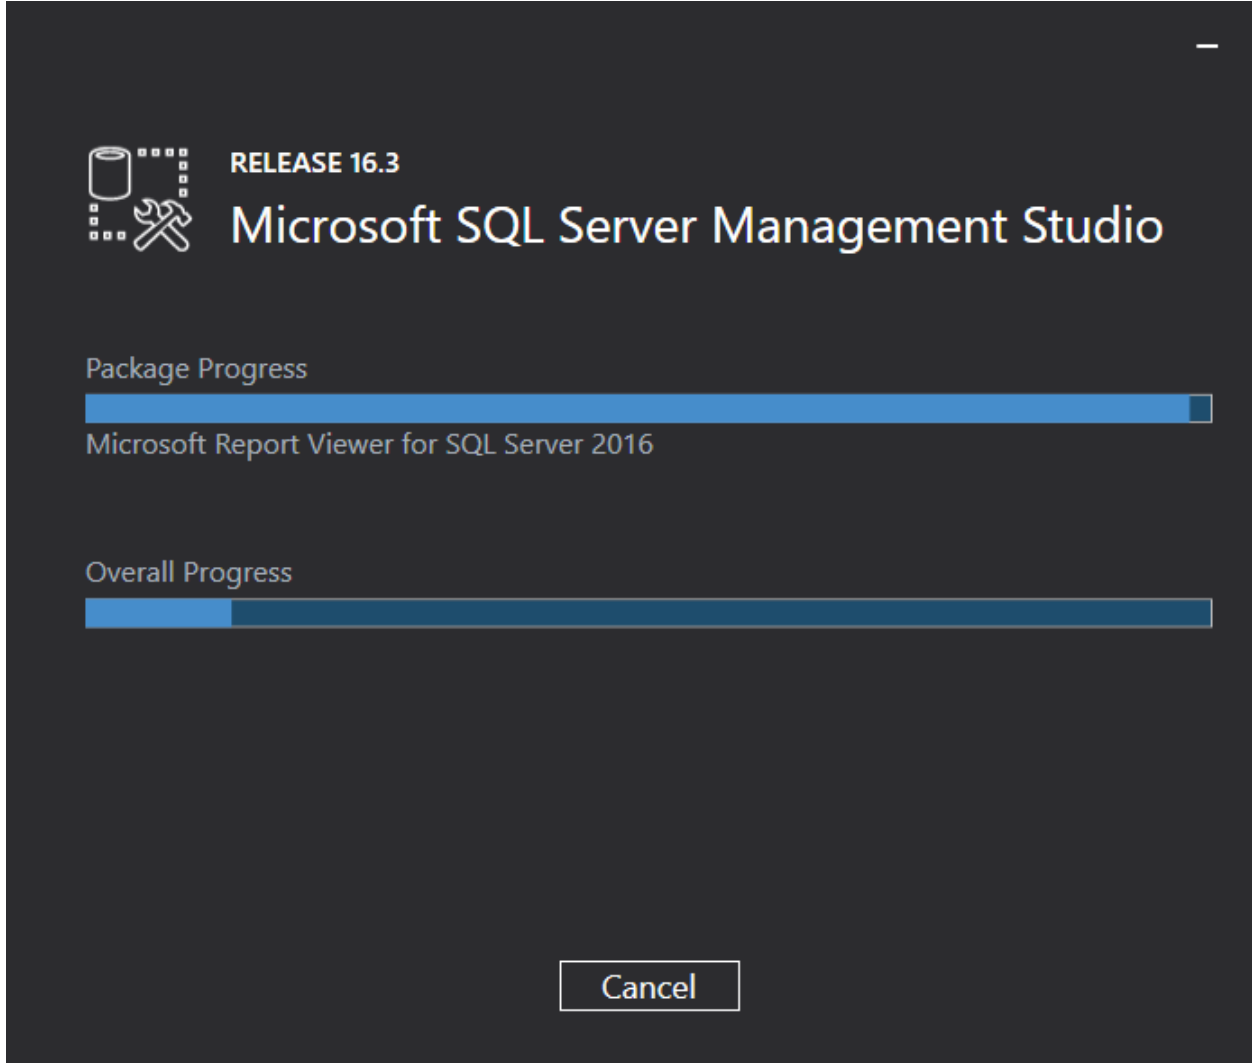 RELEASE 16.3
Microsoft SQL Server Management Studio
Package Progress
Microsoft Report Viewer for SQL Server 2016
Overall Progress
Cancel